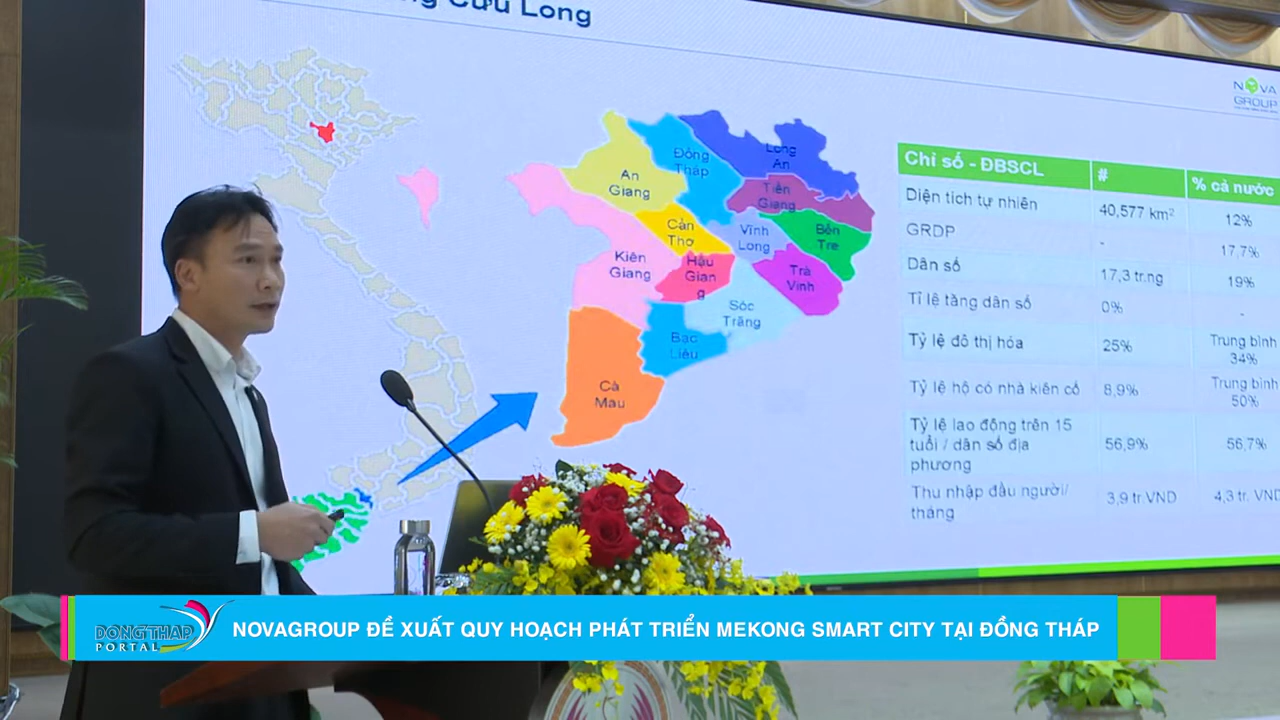 Cửu Long
NOVA
GROUP
Long
An
Đồng
Tháp
An
Giang
Tiền
Giang
Cần
Thơ
Vĩnh
Long
Bến
Tre
Kiên
Giang
Hậu
Gian
g
Trà
Vinh
Sóc
Trăng
Bạc
Liêu
Cà
Mau
Chỉ số - ĐBSCL # % cả nước
Diện tích tự nhiên 40,577 km² 12%
GRDP - 17,7%
Dân số 17,3 tr.ng 19%
Tỉ lệ tăng dân số 0% -
Tỷ lệ đô thị hóa 25% Trung bình
34%
Tỷ lệ hộ có nhà kiên cố 8,9% Trung bình
50%
Tỷ lệ lao động trên 15
tuổi / dân số địa
phương 56,9% 56,7%
Thu nhập đầu người/
tháng 3,9 tr.VND 4,3 tr. VND
DONGTHAP
PORTAL
NOVAGROUP ĐỀ XUẤT QUY HOẠCH PHÁT TRIỂN MEKONG SMART CITY TẠI ĐỒNG THÁP